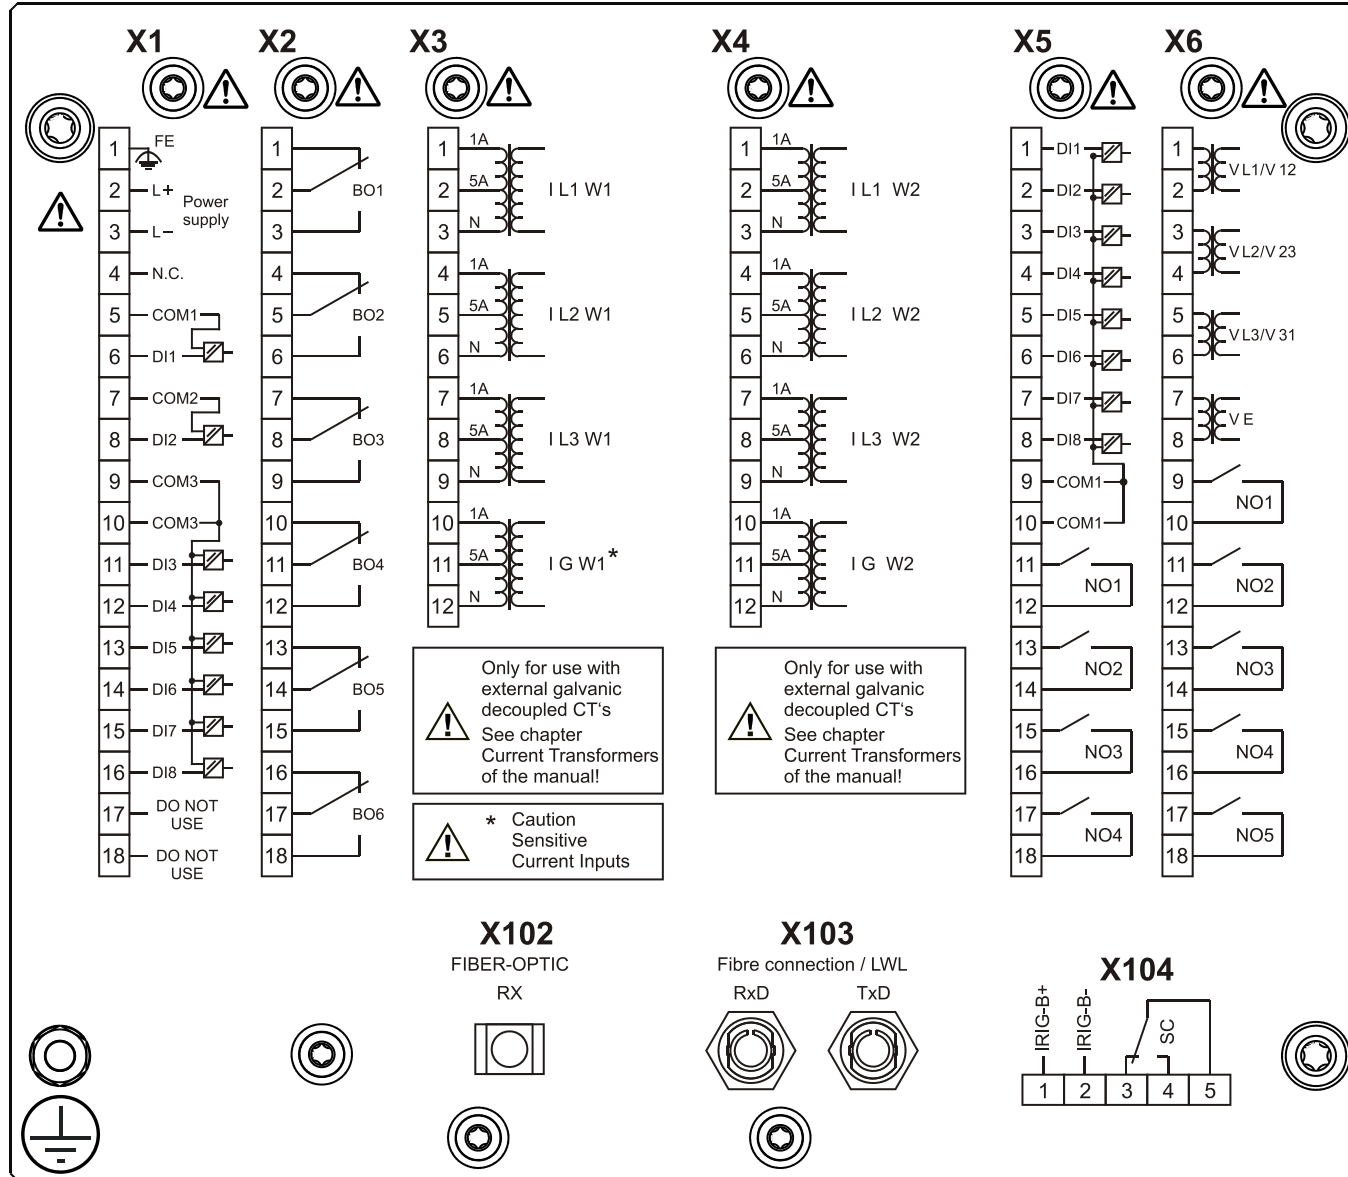 X1
1 FE
2 L+
Power
supply
3 L−
4 N.C.
5 COM1
6 DI1
7 COM2
8 DI2
9 COM3
10 COM3
11 DI3
12 DI4
13 DI5
14 DI6
15 DI7
16 DI8
17 DO NOT
USE
18 DO NOT
USE
X2
1
2 BO1
3
4
5 BO2
6
7
8 BO3
9
10
11 BO4
12
13
14 BO5
15
16
17 BO6
18
X3
1 1A
2 5A I L1 W1
3 N
4 1A
5 5A I L2 W1
6 N
7 1A
8 5A I L3 W1
9 N
10 1A
11 5A I G W1*
12 N
Only for use with
external galvanic
decoupled CT‘s
See chapter
Current Transformers
of the manual!
* Caution
Sensitive
Current Inputs
X4
1 1A
2 5A I L1 W2
3 N
4 1A
5 5A I L2 W2
6 N
7 1A
8 5A I L3 W2
9 N
10 1A
11 5A I G W2
12 N
Only for use with
external galvanic
decoupled CT‘s
See chapter
Current Transformers
of the manual!
X5
1 DI1
2 DI2
3 DI3
4 DI4
5 DI5
6 DI6
7 DI7
8 DI8
9 COM1
10 COM1
11
NO1
12
13
NO2
14
15
NO3
16
17
NO4
18
X6
1
VL1/V 12
2
3
VL2/V 23
4
5
VL3/V 31
6
7
V E
8
9
NO1
10
11
NO2
12
13
NO3
14
15
NO4
16
17
NO5
18
X102
FIBER-OPTIC
RX
X103
Fibre connection / LWL
RxD TxD
X104
IRIG-B+
IRIG-B-
SC
1 2 3 4 5